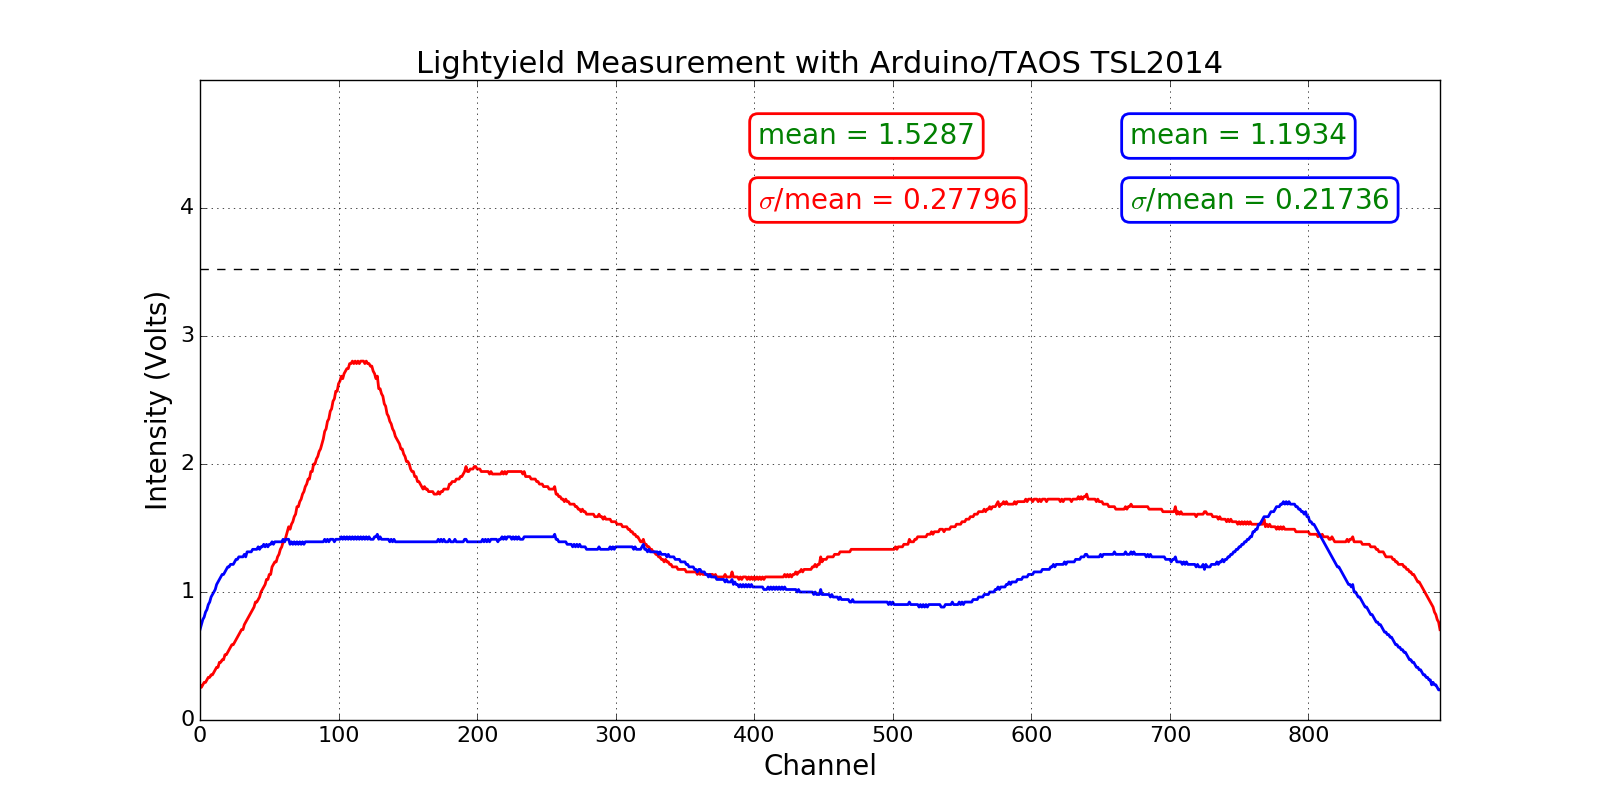 Lightyield Measurement with Arduino/TAOS TSL2014
mean = 1.5287
mean = 1.1934
σ/mean = 0.27796
σ/mean = 0.21736
Intensity (Volts)
4
3
2
1
0
0 100 200 300 400 500 600 700 800
Channel